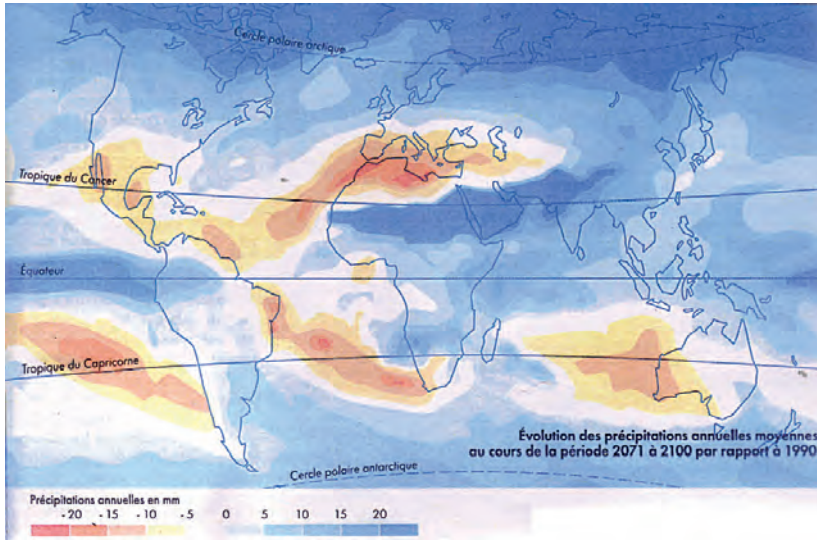 Cercle polaire arctique
Tropique du Cancer
Équateur
Tropique du Capricorne
Évolution des précipitations annuelles moyennes
au cours de la période 2071 à 2100 par rapport à 1990
Cercle polaire antarctique
Précipitations annuelles en mm
- 20 - 15 - 10 - 5 0 5 10 15 20